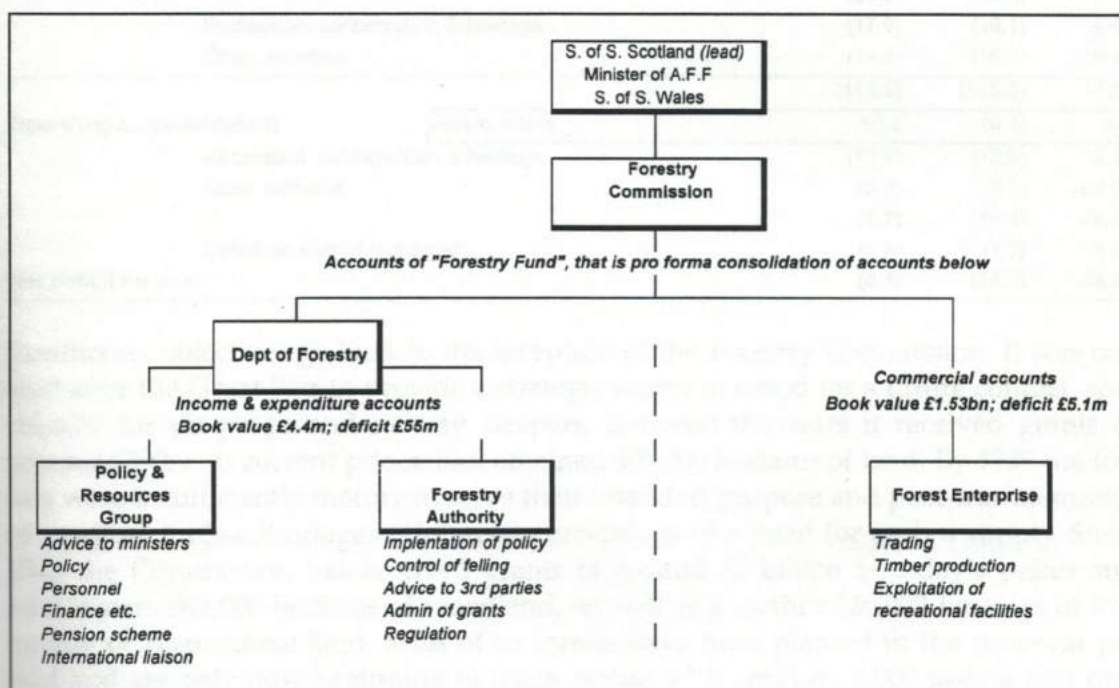 S. of S. Scotland (lead)
Minister of A.F.F
S. of S. Wales
Forestry
Commission
Accounts of "Forestry Fund", that is pro forma consolidation of accounts below
Dept of Forestry
Income & expenditure accounts
Book value £4.4m; deficit £55m
Commercial accounts
Book value £1.53bn; deficit £5.1m
Policy &
Resources
Group
Advice to ministers
Policy
Personnel
Finance etc.
Pension scheme
International liaison
Forestry
Authority
Implentation of policy
Control of felling
Advice to 3rd parties
Admin of grants
Regulation
Forest Enterprise
Trading
Timber production
Exploitation of
recreational facilities